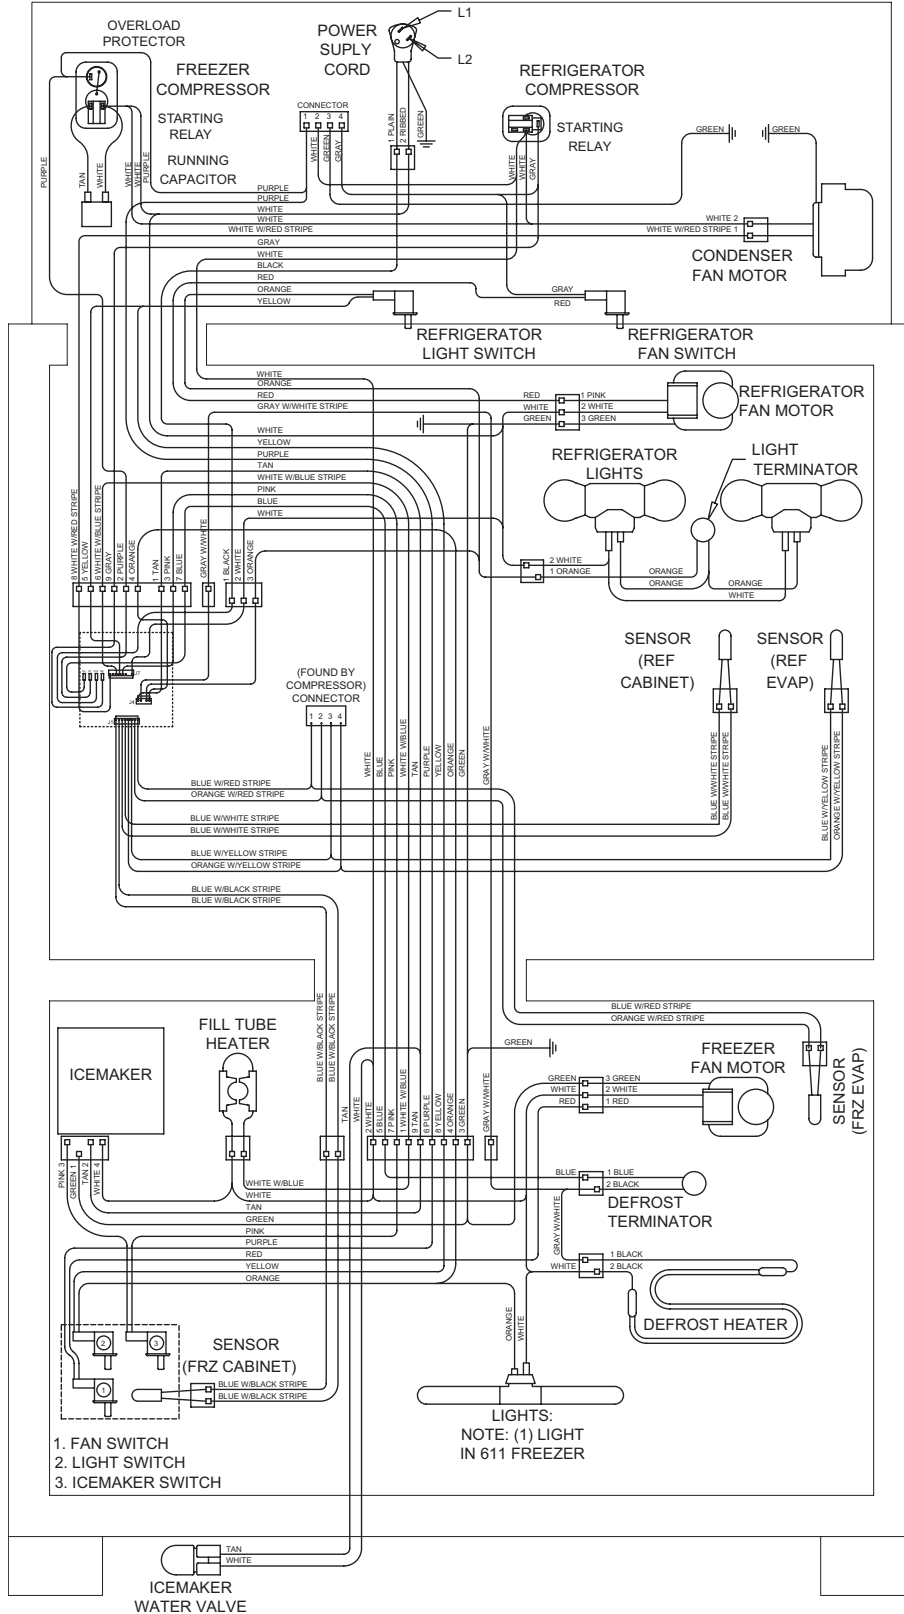 L1
L2
POWER
SUPLY
CORD
OVERLOAD
PROTECTOR
FREEZER
COMPRESSOR
STARTING
RELAY
RUNNING
CAPACITOR
CONNECTOR
1 2 3 4
WHITE
GREEN
GRAY
1 PLAIN
2 RIBBED
GREEN
REFRIGERATOR
COMPRESSOR
STARTING
RELAY
WHITE
WHITE
GRAY
GREEN
GREEN
PURPLE
TAN
WHITE
WHITE
WHITE
PURPLE
PURPLE
PURPLE
WHITE
WHITE
WHITE W/RED STRIPE
GRAY
WHITE
BLACK
RED
ORANGE
YELLOW
WHITE 2
WHITE W/RED STRIPE 1
CONDENSER
FAN MOTOR
GRAY
RED
REFRIGERATOR
LIGHT SWITCH
REFRIGERATOR
FAN SWITCH
WHITE
ORANGE
RED
GRAY W/WHITE STRIPE
WHITE
YELLOW
PURPLE
TAN
WHITE W/BLUE STRIPE
PINK
BLUE
WHITE
RED
WHITE
GREEN
1 PINK
2 WHITE
3 GREEN
REFRIGERATOR
FAN MOTOR
REFRIGERATOR
LIGHTS
LIGHT
TERMINATOR
8 WHITE W/RED STRIPE
5 YELLOW
6 WHITE W/BLUE STRIPE
9 GRAY
2 PURPLE
4 ORANGE
1 TAN
3 PINK
7 BLUE
GRAY W/WHITE
1 BLACK
2 WHITE
3 ORANGE
2 WHITE
1 ORANGE
ORANGE
ORANGE
ORANGE
WHITE
J7
J4
J1
(FOUND BY
COMPRESSOR)
CONNECTOR
1 2 3 4
SENSOR
(REF
CABINET)
SENSOR
(REF
EVAP)
WHITE
BLUE
PINK
WHITE W/BLUE
TAN
PURPLE
YELLOW
ORANGE
GREEN
GRAY W/WHITE
BLUE W/WHITE STRIPE
BLUE W/WHITE STRIPE
BLUE W/YELLOW STRIPE
ORANGE W/YELLOW STRIPE
BLUE W/RED STRIPE
ORANGE W/RED STRIPE
BLUE W/WHITE STRIPE
BLUE W/WHITE STRIPE
BLUE W/YELLOW STRIPE
ORANGE W/YELLOW STRIPE
BLUE W/BLACK STRIPE
BLUE W/BLACK STRIPE
BLUE W/RED STRIPE
ORANGE W/RED STRIPE
ICEMAKER
FILL TUBE
HEATER
BLUE W/BLACK STRIPE
BLUE W/BLACK STRIPE
TAN
WHITE
2 WHITE
5 BLUE
7 PINK
1 WHITE W/BLUE
9 TAN
6 PURPLE
8 YELLOW
4 ORANGE
3 GREEN
GRAY W/WHITE
GREEN
FREEZER
FAN MOTOR
GREEN
WHITE
RED
3 GREEN
2 WHITE
1 RED
SENSOR
(FRZ EVAP)
PINK 3
GREEN 1
TAN 2
WHITE 4
WHITE W/BLUE
WHITE
TAN
GREEN
PINK
PURPLE
RED
YELLOW
ORANGE
BLUE
1 BLUE
2 BLACK
DEFROST
TERMINATOR
GRAY W/WHITE
WHITE
1 BLACK
2 BLACK
DEFROST HEATER
ORANGE
WHITE
2
3
1
SENSOR
(FRZ CABINET)
BLUE W/BLACK STRIPE
BLUE W/BLACK STRIPE
LIGHTS:
NOTE: (1) LIGHT
IN 611 FREEZER
1. FAN SWITCH
2. LIGHT SWITCH
3. ICEMAKER SWITCH
TAN
WHITE
ICEMAKER
WATER VALVE